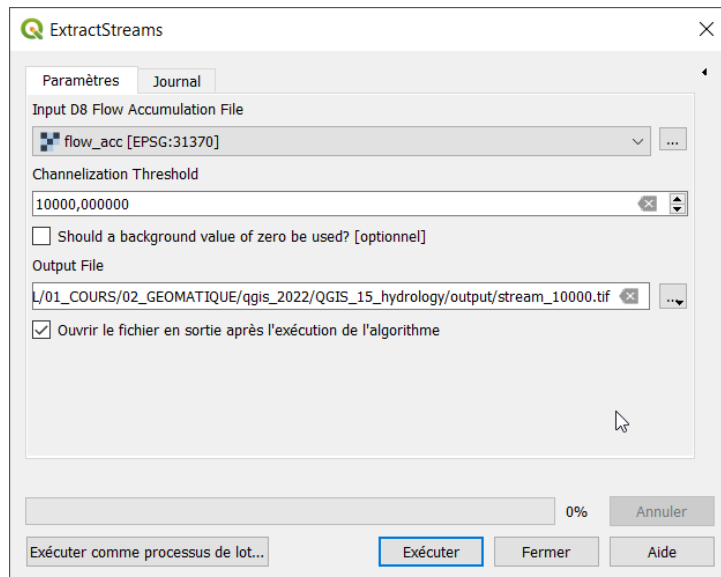 ExtractStreams
Paramètres Journal
Input D8 Flow Accumulation File
flow_acc [EPSG:31370]
...
Channelization Threshold
10000,000000
Should a background value of zero be used? [optionnel]
Output File
L/01_COURS/02_GEOMATIQUE/qgis_2022/QGIS_15_hydrology/output/stream_10000.tif
...
Ouvrir le fichier en sortie après l'exécution de l'algorithme
0% Annuler
Exécuter comme processus de lot... Exécuter Fermer Aide